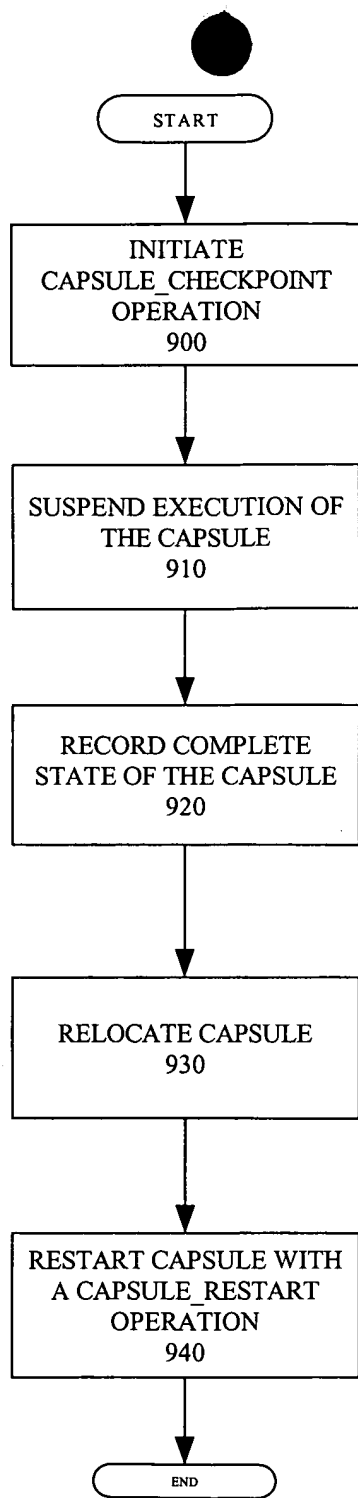 START
INITIATE
CAPSULE_CHECKPOINT
OPERATION
900
SUSPEND EXECUTION OF
THE CAPSULE
910
RECORD COMPLETE
STATE OF THE CAPSULE
920
RELOCATE CAPSULE
930
RESTART CAPSULE WITH
A CAPSULE_RESTART
OPERATION
940
END